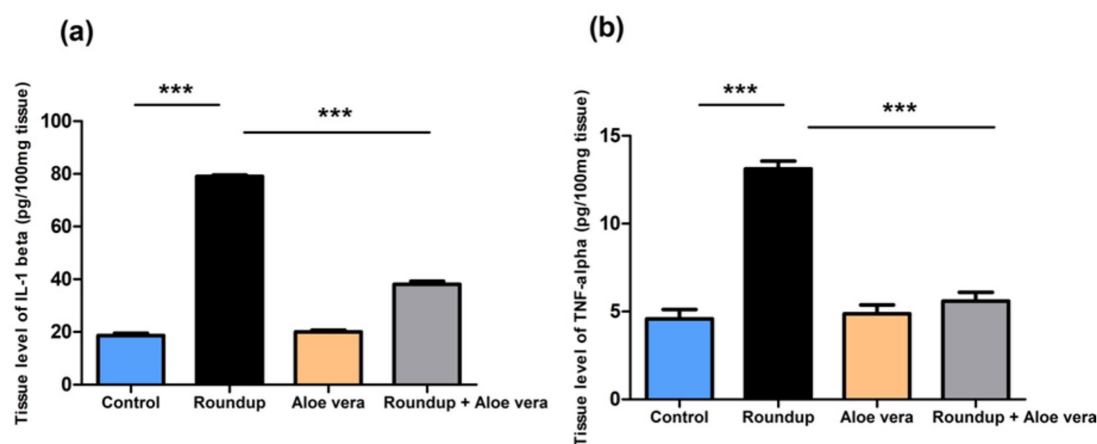 (a)
***
***
Tissue level of IL-1 beta (pg/100mg tissue)
100
80
60
40
20
0
Control Roundup Aloe vera Roundup + Aloe vera
(b)
***
***
Tissue level of TNF-alpha (pg/100mg tissue)
15
10
5
0
Control Roundup Aloe vera Roundup + Aloe vera